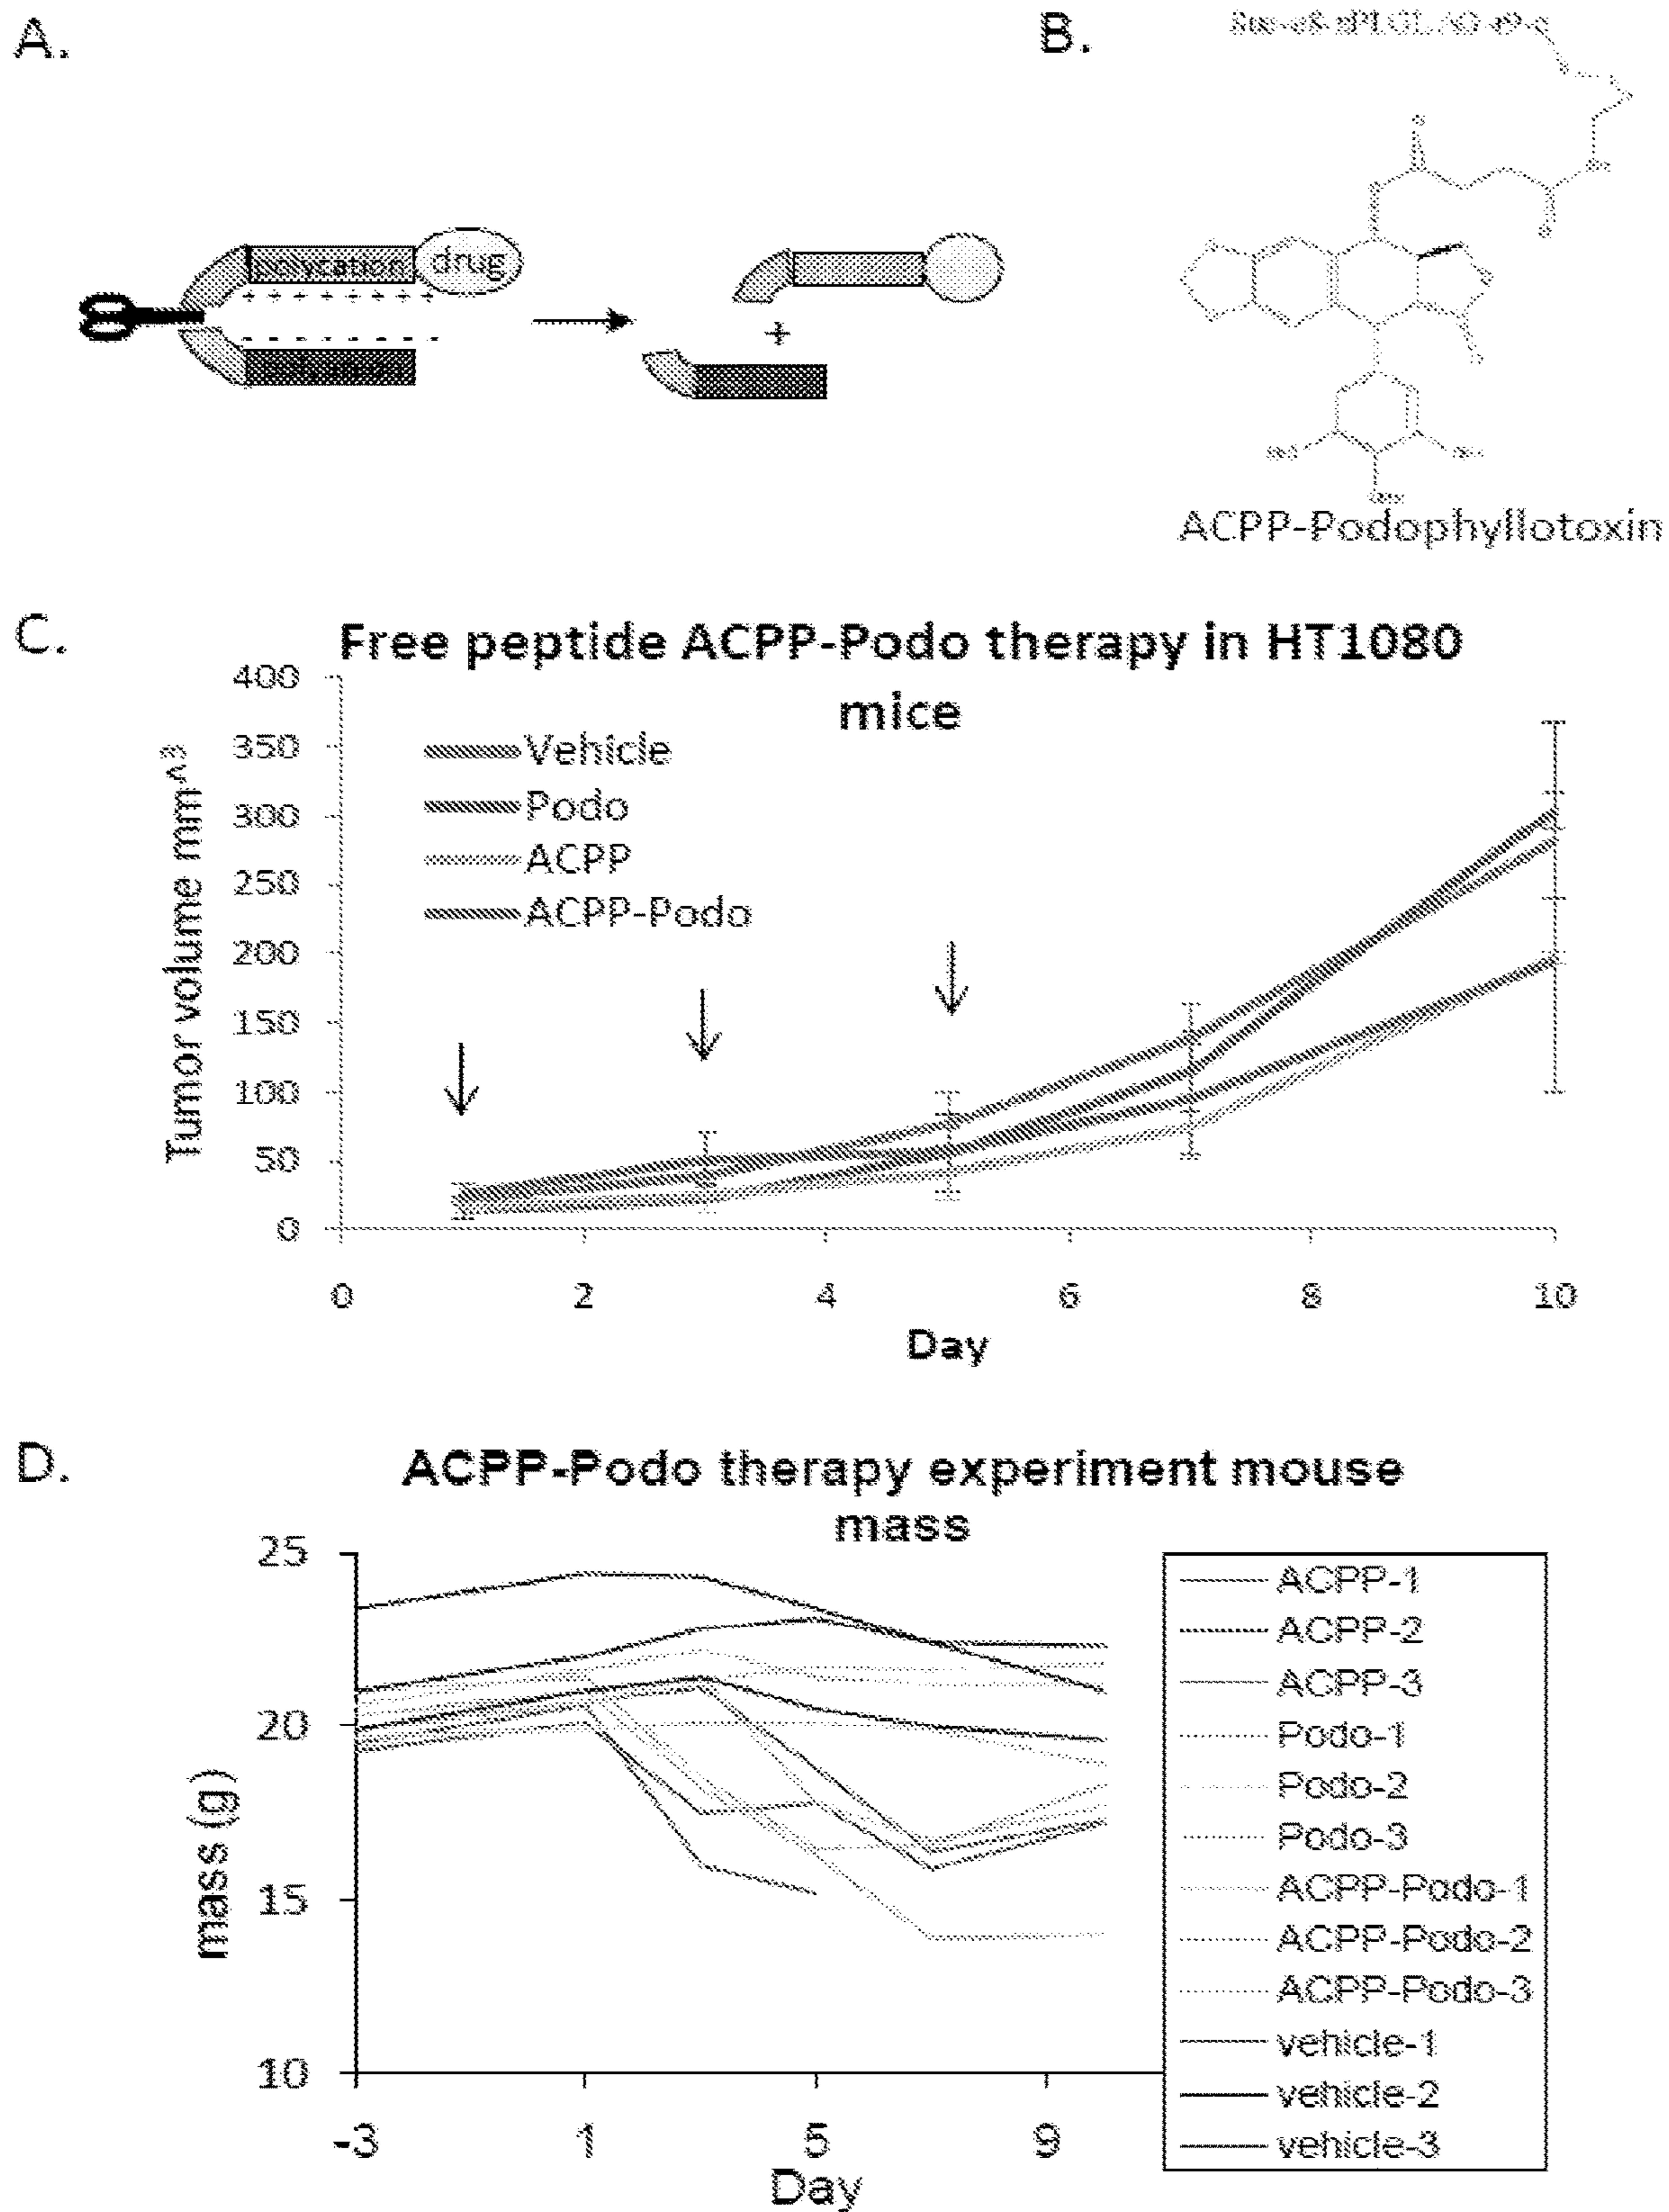 A.
polycation
drug
+ + + + + + + +
- - - - - - -
+
B.
ACPP-Podophyllotoxin
C.
Free peptide ACPP-Podo therapy in HT1080
mice
Tumor volume mm^3
400
350
300
250
200
150
100
50
0
Vehicle
Podo
ACPP
ACPP-Podo
0 2 4 6 8 10
Day
D.
ACPP-Podo therapy experiment mouse
mass
mass (g)
25
20
15
10
-3 1 5 9
Day
ACPP-1
ACPP-2
ACPP-3
Podo-1
Podo-2
Podo-3
ACPP-Podo-1
ACPP-Podo-2
ACPP-Podo-3
vehicle-1
vehicle-2
vehicle-3